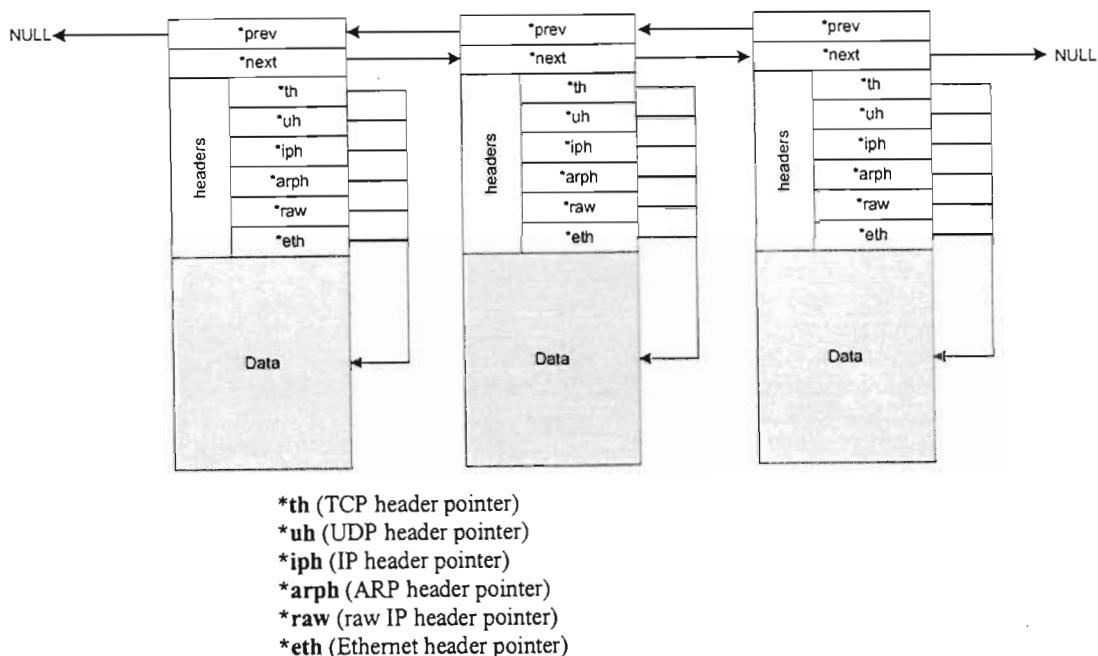 NULL *prev *prev *prev
*next *next *next NULL
headers *th headers *th headers *th
*uh *uh *uh
*iph *iph *iph
*arph *arph *arph
*raw *raw *raw
*eth *eth *eth
Data Data Data
*th (TCP header pointer)
*uh (UDP header pointer)
*iph (IP header pointer)
*arph (ARP header pointer)
*raw (raw IP header pointer)
*eth (Ethernet header pointer)